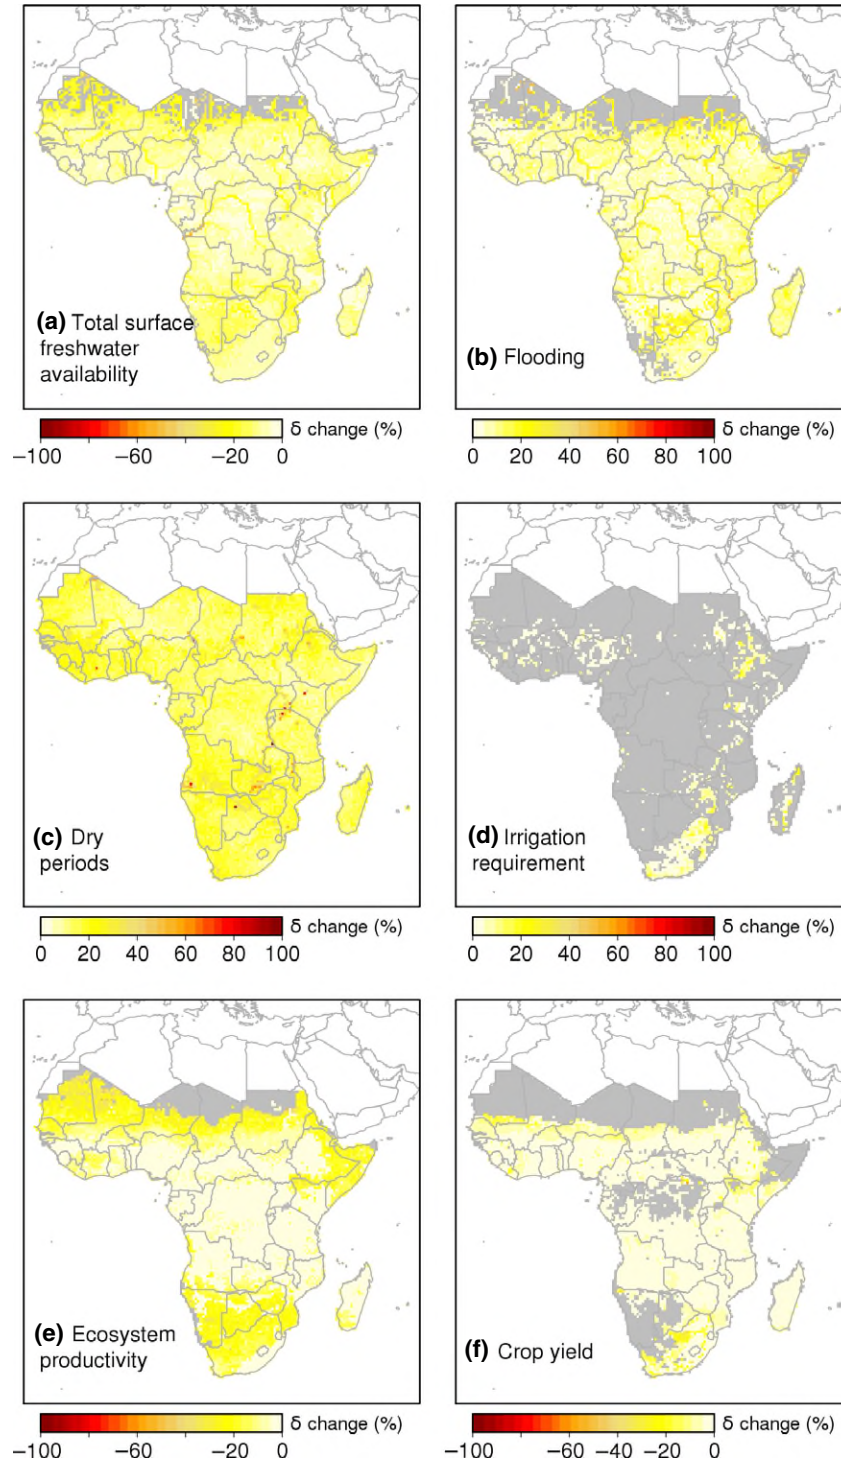 (a) Total surface
freshwater
availability
(b) Flooding
δ change (%)
−100 −60 −20 0
δ change (%)
0 20 40 60 80 100
(c) Dry
periods
(d) Irrigation
requirement
δ change (%)
0 20 40 60 80 100
δ change (%)
0 20 40 60 80 100
(e) Ecosystem
productivity
(f) Crop yield
δ change (%)
−100 −60 −20 0
δ change (%)
−100 −60 −40 −20 0